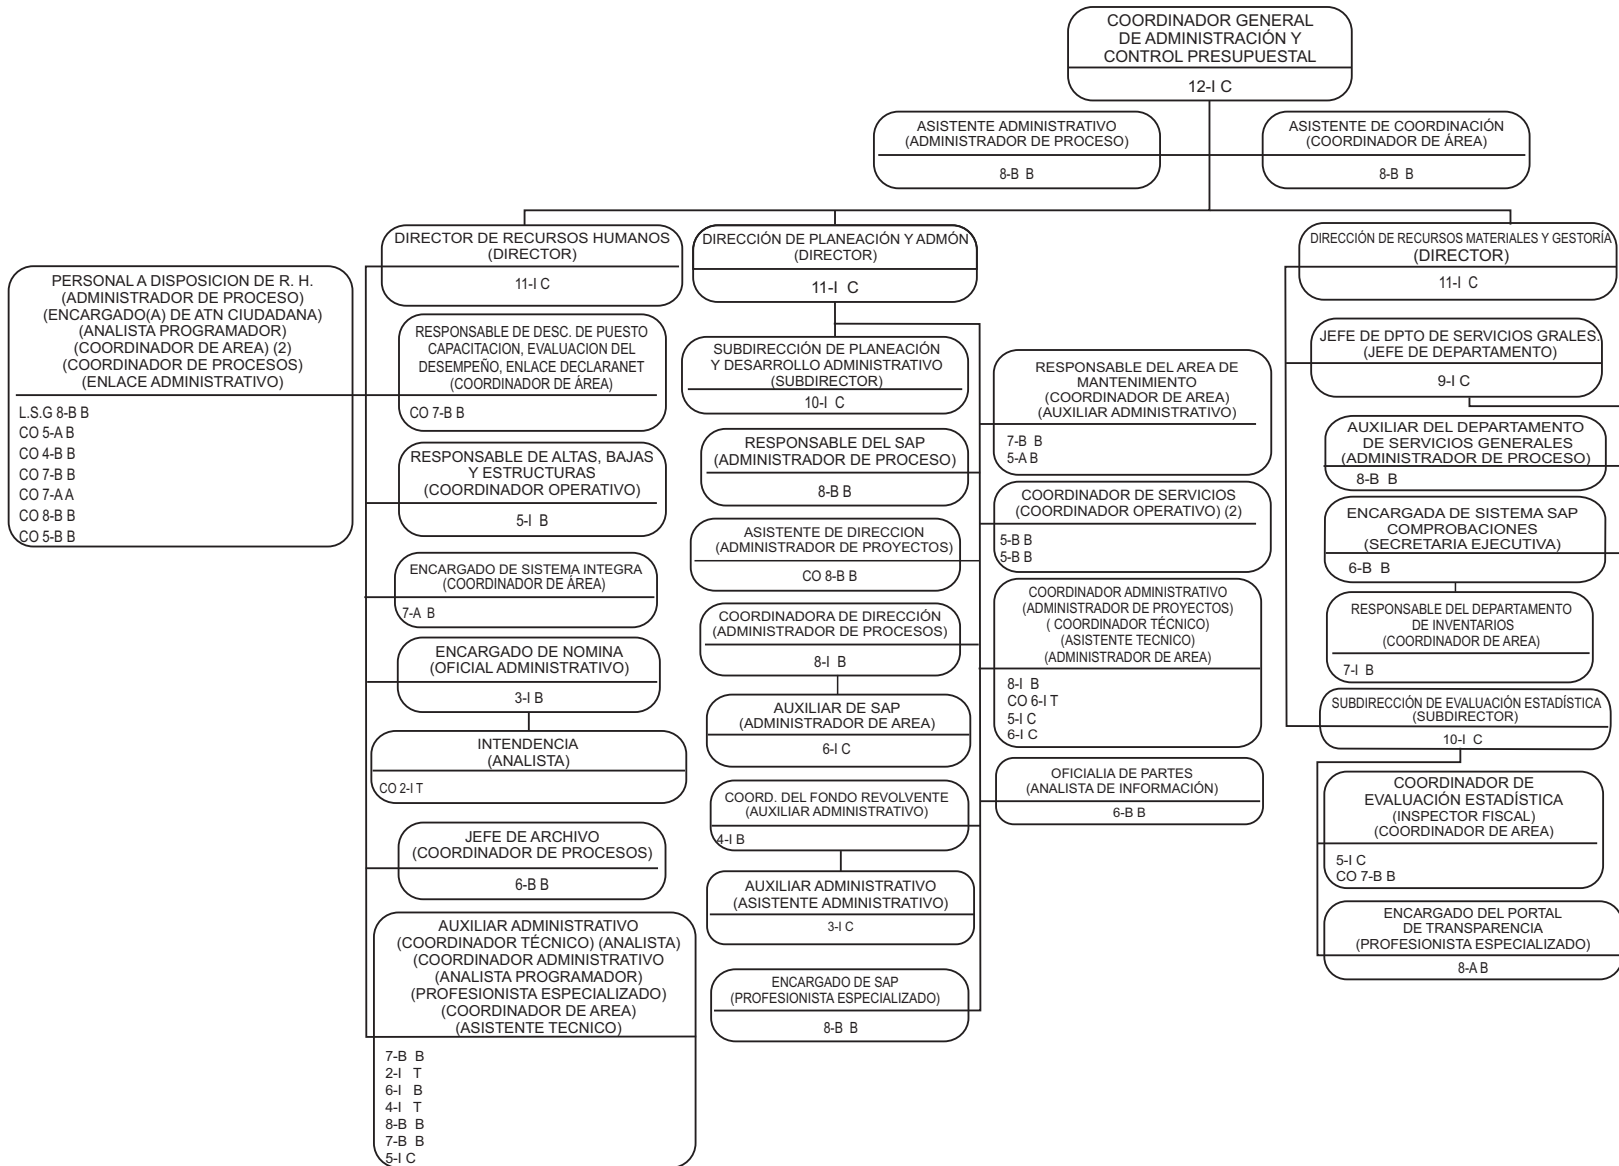 COORDINADOR GENERAL
DE ADMINISTRACIÓN Y
CONTROL PRESUPUESTAL
12-I C
ASISTENTE ADMINISTRATIVO
(ADMINISTRADOR DE PROCESO)
8-B B
ASISTENTE DE COORDINACIÓN
(COORDINADOR DE ÁREA)
8-B B
PERSONAL A DISPOSICION DE R. H.
(ADMINISTRADOR DE PROCESO)
(ENCARGADO(A) DE ATN CIUDADANA)
(ANALISTA PROGRAMADOR)
(COORDINADOR DE AREA) (2)
(COORDINADOR DE PROCESOS)
(ENLACE ADMINISTRATIVO)
L.S.G 8-B B
CO 5-A B
CO 4-B B
CO 7-B B
CO 7-A A
CO 8-B B
CO 5-B B
DIRECTOR DE RECURSOS HUMANOS
(DIRECTOR)
11-I C
RESPONSABLE DE DESC. DE PUESTO
CAPACITACION, EVALUACION DEL
DESEMPEÑO, ENLACE DECLARANET
(COORDINADOR DE ÁREA)
CO 7-B B
RESPONSABLE DE ALTAS, BAJAS
Y ESTRUCTURAS
(COORDINADOR OPERATIVO)
5-I B
ENCARGADO DE SISTEMA INTEGRA
(COORDINADOR DE ÁREA)
7-A B
ENCARGADO DE NOMINA
(OFICIAL ADMINISTRATIVO)
3-I B
INTENDENCIA
(ANALISTA)
CO 2-I T
JEFE DE ARCHIVO
(COORDINADOR DE PROCESOS)
6-B B
AUXILIAR ADMINISTRATIVO
(COORDINADOR TÉCNICO) (ANALISTA)
(COORDINADOR ADMINISTRATIVO
(ANALISTA PROGRAMADOR)
(PROFESIONISTA ESPECIALIZADO)
(COORDINADOR DE AREA)
(ASISTENTE TECNICO)
7-B B
2-I T
6-I B
4-I T
8-B B
7-B B
5-I C
DIRECCIÓN DE PLANEACIÓN Y ADMÓN
(DIRECTOR)
11-I C
SUBDIRECCIÓN DE PLANEACIÓN
Y DESARROLLO ADMINISTRATIVO
(SUBDIRECTOR)
10-I C
RESPONSABLE DEL SAP
(ADMINISTRADOR DE PROCESO)
8-B B
ASISTENTE DE DIRECCION
(ADMINISTRADOR DE PROYECTOS)
CO 8-B B
COORDINADORA DE DIRECCIÓN
(ADMINISTRADOR DE PROCESOS)
8-I B
AUXILIAR DE SAP
(ADMINISTRADOR DE AREA)
6-I C
COORD. DEL FONDO REVOLVENTE
(AUXILIAR ADMINISTRATIVO)
4-I B
AUXILIAR ADMINISTRATIVO
(ASISTENTE ADMINISTRATIVO)
3-I C
ENCARGADO DE SAP
(PROFESIONISTA ESPECIALIZADO)
8-B B
RESPONSABLE DEL AREA DE
MANTENIMIENTO
(COORDINADOR DE AREA)
(AUXILIAR ADMINISTRATIVO)
7-B B
5-A B
COORDINADOR DE SERVICIOS
(COORDINADOR OPERATIVO) (2)
5-B B
5-B B
COORDINADOR ADMINISTRATIVO
(ADMINISTRADOR DE PROYECTOS)
( COORDINADOR TÉCNICO)
(ASISTENTE TECNICO)
(ADMINISTRADOR DE AREA)
8-I B
CO 6-I T
5-I C
6-I C
OFICIALIA DE PARTES
(ANALISTA DE INFORMACIÓN)
6-B B
DIRECCIÓN DE RECURSOS MATERIALES Y GESTORÍA
(DIRECTOR)
11-I C
JEFE DE DPTO DE SERVICIOS GRALES.
(JEFE DE DEPARTAMENTO)
9-I C
AUXILIAR DEL DEPARTAMENTO
DE SERVICIOS GENERALES
(ADMINISTRADOR DE PROCESO)
8-B B
ENCARGADA DE SISTEMA SAP
COMPROBACIONES
(SECRETARIA EJECUTIVA)
6-B B
RESPONSABLE DEL DEPARTAMENTO
DE INVENTARIOS
(COORDINADOR DE AREA)
7-I B
SUBDIRECCIÓN DE EVALUACIÓN ESTADÍSTICA
(SUBDIRECTOR)
10-I C
COORDINADOR DE
EVALUACIÓN ESTADÍSTICA
(INSPECTOR FISCAL)
(COORDINADOR DE AREA)
5-I C
CO 7-B B
ENCARGADO DEL PORTAL
DE TRANSPARENCIA
(PROFESIONISTA ESPECIALIZADO)
8-A B